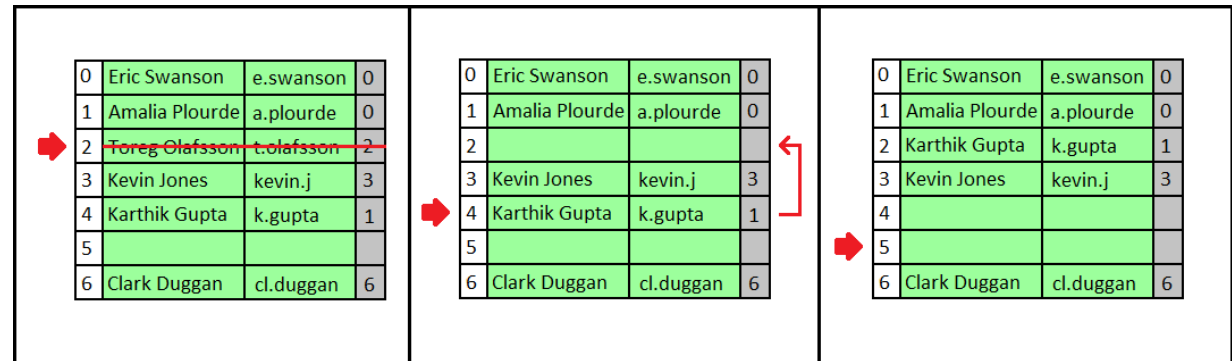 0 Eric Swanson e.swanson 0
1 Amalia Plourde a.plourde 0
2 Toreg Olafsson t.olafsson 2
3 Kevin Jones kevin.j 3
4 Karthik Gupta k.gupta 1
5
6 Clark Duggan cl.duggan 6
0 Eric Swanson e.swanson 0
1 Amalia Plourde a.plourde 0
2
3 Kevin Jones kevin.j 3
4 Karthik Gupta k.gupta 1
5
6 Clark Duggan cl.duggan 6
0 Eric Swanson e.swanson 0
1 Amalia Plourde a.plourde 0
2 Karthik Gupta k.gupta 1
3 Kevin Jones kevin.j 3
4
5
6 Clark Duggan cl.duggan 6